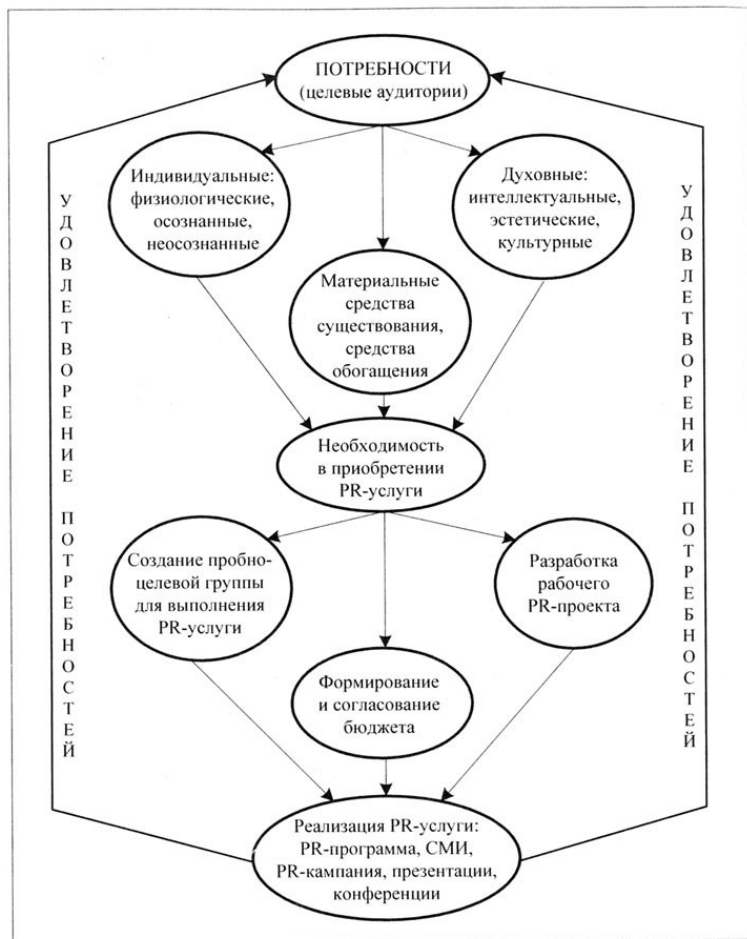 ПОТРЕБНОСТИ
(целевые аудитории)
Индивидуальные:
физиологические,
осознанные,
неосознанные
Духовные:
интеллектуальные,
эстетические,
культурные
Материальные
средства
существования,
средства
обогащения
Необходимость
в приобретении
PR-услуги
Создание пробно-
целевой группы
для выполнения
PR-услуги
Разработка
рабочего
PR-проекта
Формирование
и согласование
бюджета
Реализация PR-услуги:
PR-программа, СМИ,
PR-кампания, презентации,
конференции
УДОВЛЕТВОРЕНИЕ ПОТРЕБНОСТЕЙ
УДОВЛЕТВОРЕНИЕ ПОТРЕБНОСТЕЙ